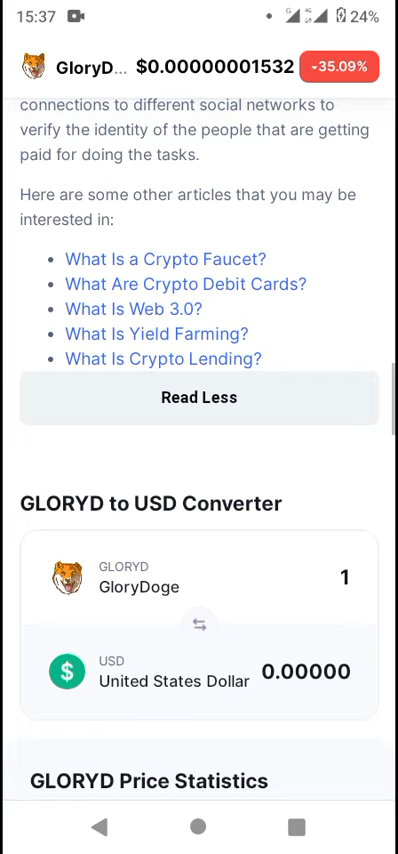 15:37 24%
GloryD... $0.00000001532 -35.09%
connections to different social networks to
verify the identity of the people that are getting
paid for doing the tasks.
Here are some other articles that you may be
interested in:
• What Is a Crypto Faucet?
• What Are Crypto Debit Cards?
• What Is Web 3.0?
• What Is Yield Farming?
• What Is Crypto Lending?
Read Less
GLORYD to USD Converter
GLORYD
GloryDoge 1
USD
United States Dollar 0.00000
GLORYD Price Statistics